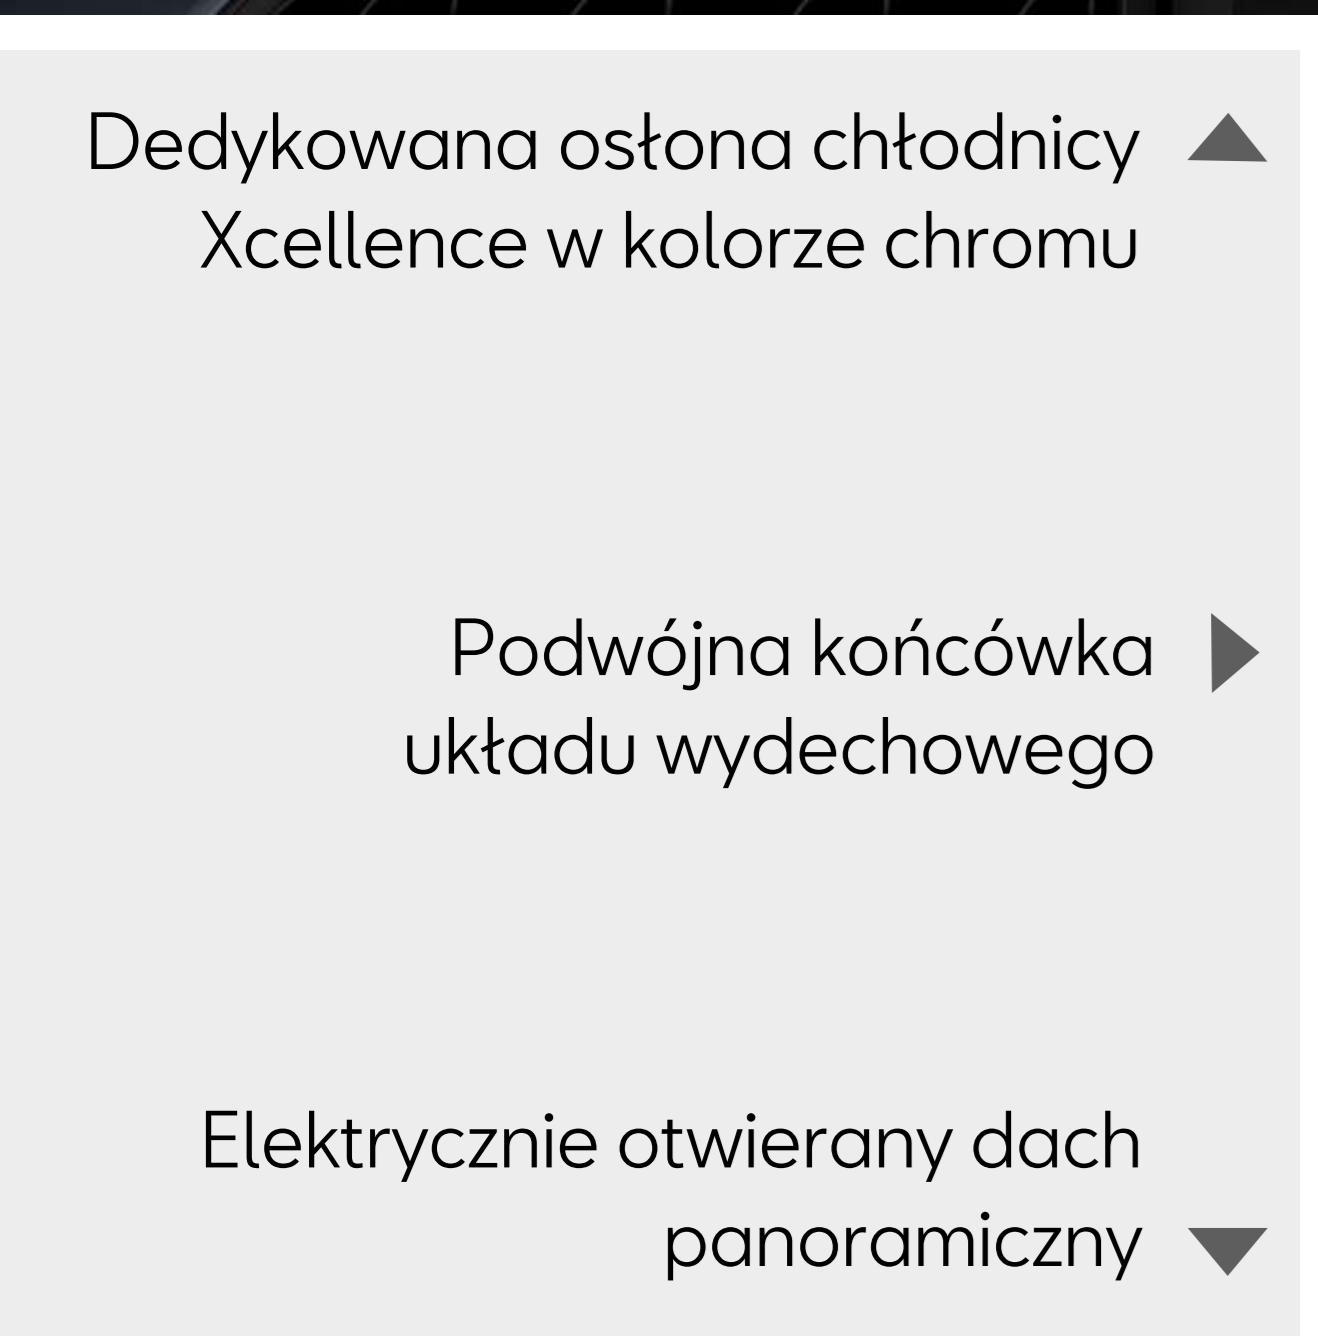 Dedykowana osłona chłodnicy
Xcellence w kolorze chromu
Podwójna końcówka
układu wydechowego
Elektrycznie otwierany dach
panoramiczny